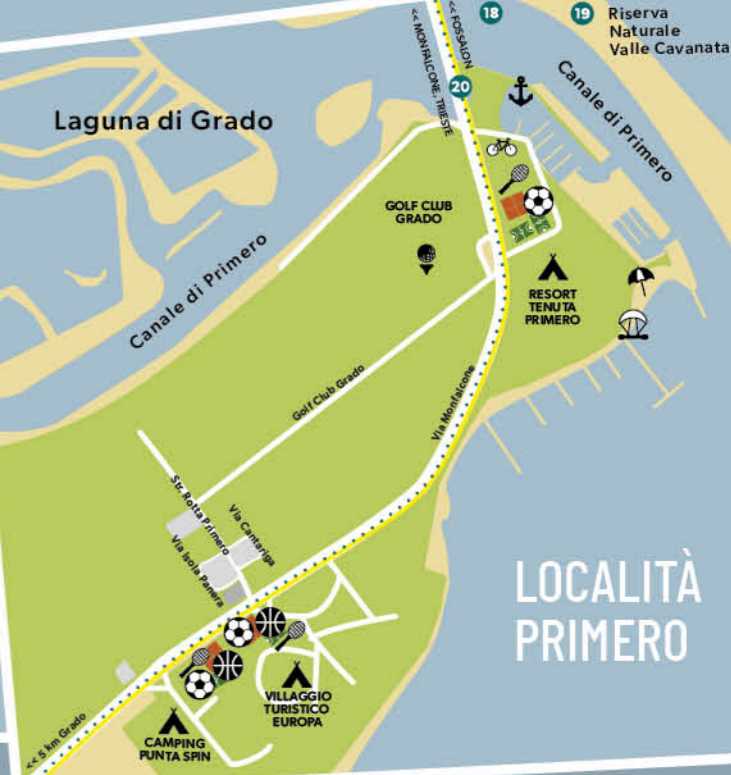 << MONFALCONE, TRIESTE
<< FOSSALON
18
19
Riserva
Naturale
Valle Cavanata
20
Canale di Primero
Laguna di Grado
GOLF CLUB
GRADO
Canale di Primero
RESORT
TENUTA
PRIMERO
Golf Club Grado
Via Monfalcone
Str. Rotta Primero
Via Cantariga
Via Isola Panera
LOCALITÀ
PRIMERO
VILLAGGIO
TURISTICO
EUROPA
CAMPING
PUNTA SPIN
<< 5 km Grado